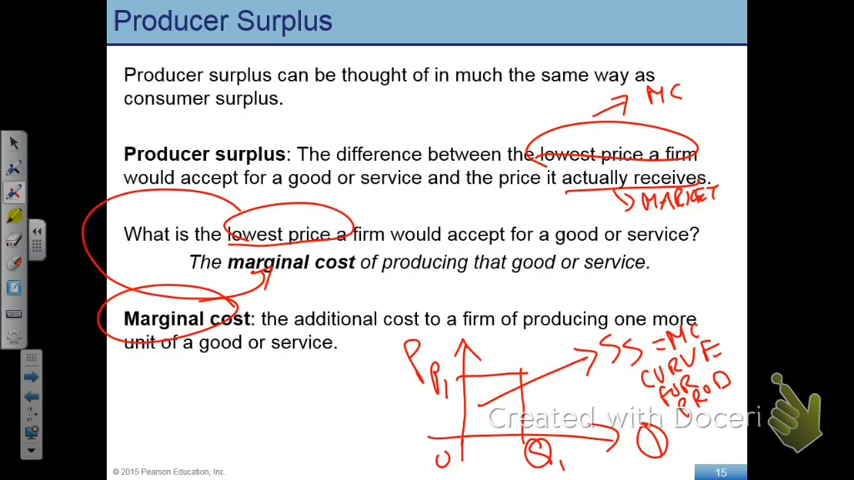 Producer Surplus
Producer surplus can be thought of in much the same way as
consumer surplus.
MC
Producer surplus: The difference between the lowest price a firm
would accept for a good or service and the price it actually receives.
MARKET
What is the lowest price a firm would accept for a good or service?
The marginal cost of producing that good or service.
Marginal cost: the additional cost to a firm of producing one more
unit of a good or service.
P
P1
SS = MC
CURVE
FOR
PROD
Created with Doceri
0
Q1
Q
© 2015 Pearson Education, Inc.
15